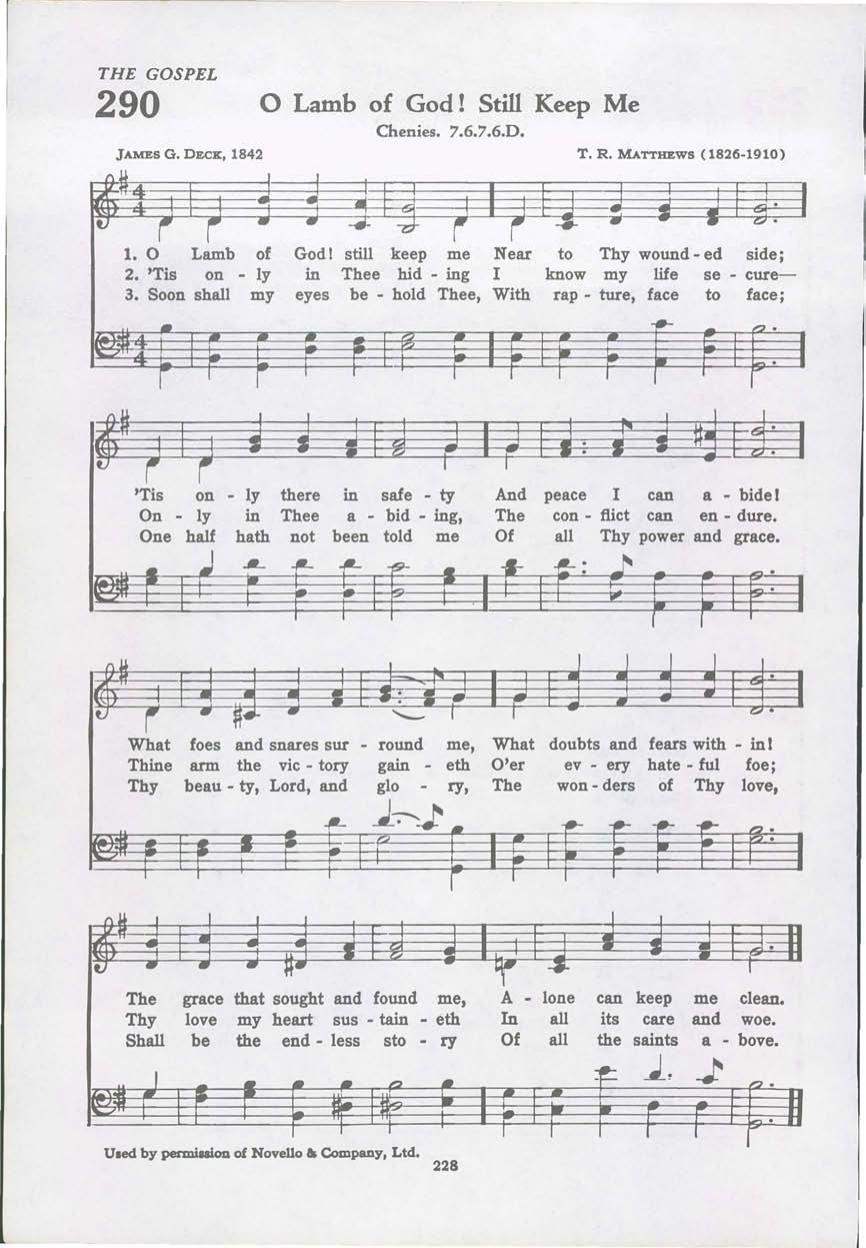 THE GOSPEL
290 O Lamb of God! Still Keep Me
Chenies. 7.6.7.6.D.
JAMES G. DECK, 1842 T. R. MATTHEWS (1826-1910)
1. O Lamb of God! still keep me Near to Thy wound-ed side;
2. 'Tis on - ly in Thee hid - ing I know my life se - cure—
3. Soon shall my eyes be - hold Thee, With rap - ture, face to face;
'Tis on - ly there in safe - ty And peace I can a - bide!
On - ly in Thee a - bid - ing, The con - flict can en - dure.
One half hath not been told me Of all Thy power and grace.
What foes and snares sur - round me, What doubts and fears with - in!
Thine arm the vic - tory gain - eth O'er ev - ery hate - ful foe;
Thy beau - ty, Lord, and glo - ry, The won - ders of Thy love,
The grace that sought and found me, A - lone can keep me clean.
Thy love my heart sus - tain - eth In all its care and woe.
Shall be the end - less sto - ry Of all the saints a - bove.
Used by permission of Novello & Company, Ltd.
228